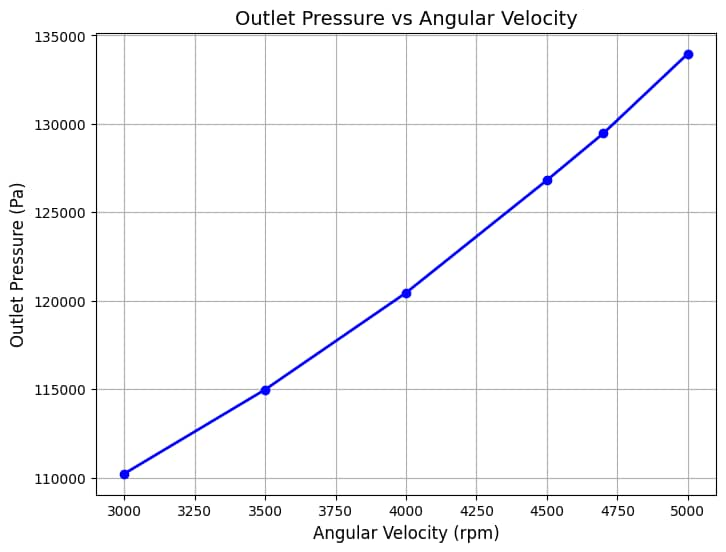 Outlet Pressure vs Angular Velocity
135000
130000
125000
120000
115000
110000
Outlet Pressure (Pa)
3000 3250 3500 3750 4000 4250 4500 4750 5000
Angular Velocity (rpm)